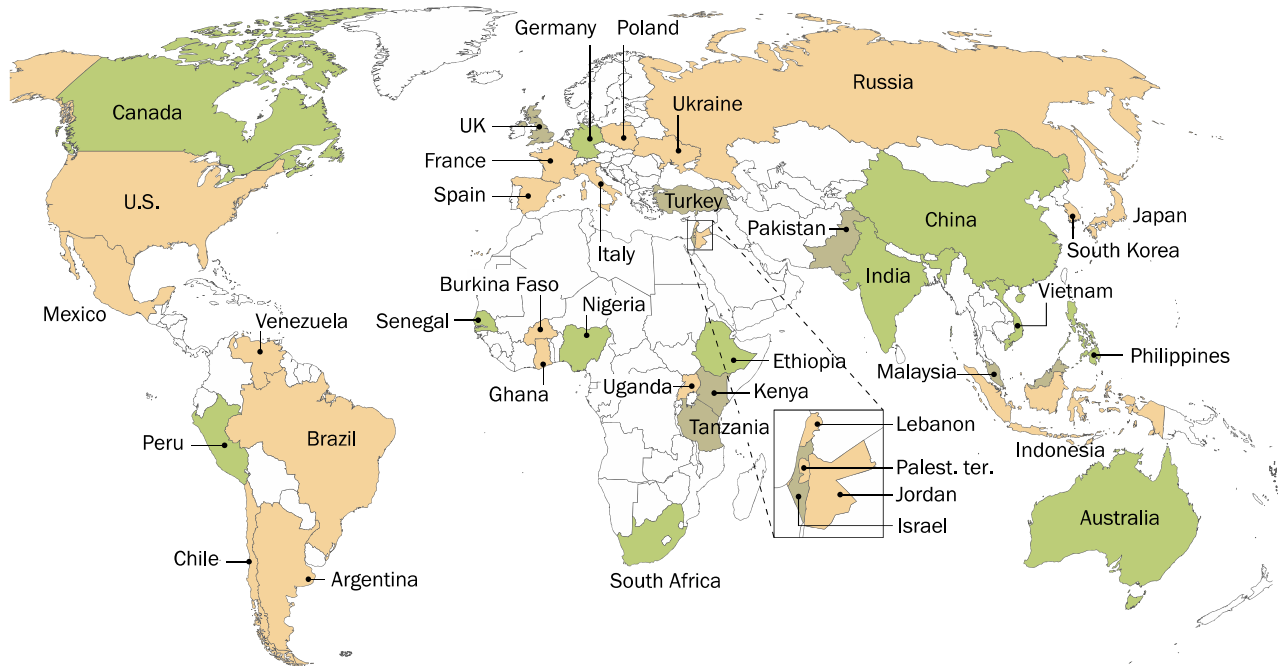 Germany
Poland
Russia
Canada
Ukraine
UK
France
U.S.
Spain
Turkey
China
Japan
Pakistan
South Korea
Italy
India
Burkina Faso
Nigeria
Vietnam
Mexico
Venezuela
Senegal
Ethiopia
Philippines
Malaysia
Uganda
Kenya
Ghana
Lebanon
Tanzania
Brazil
Peru
Indonesia
Palest. ter.
Jordan
Australia
Israel
Chile
Argentina
South Africa